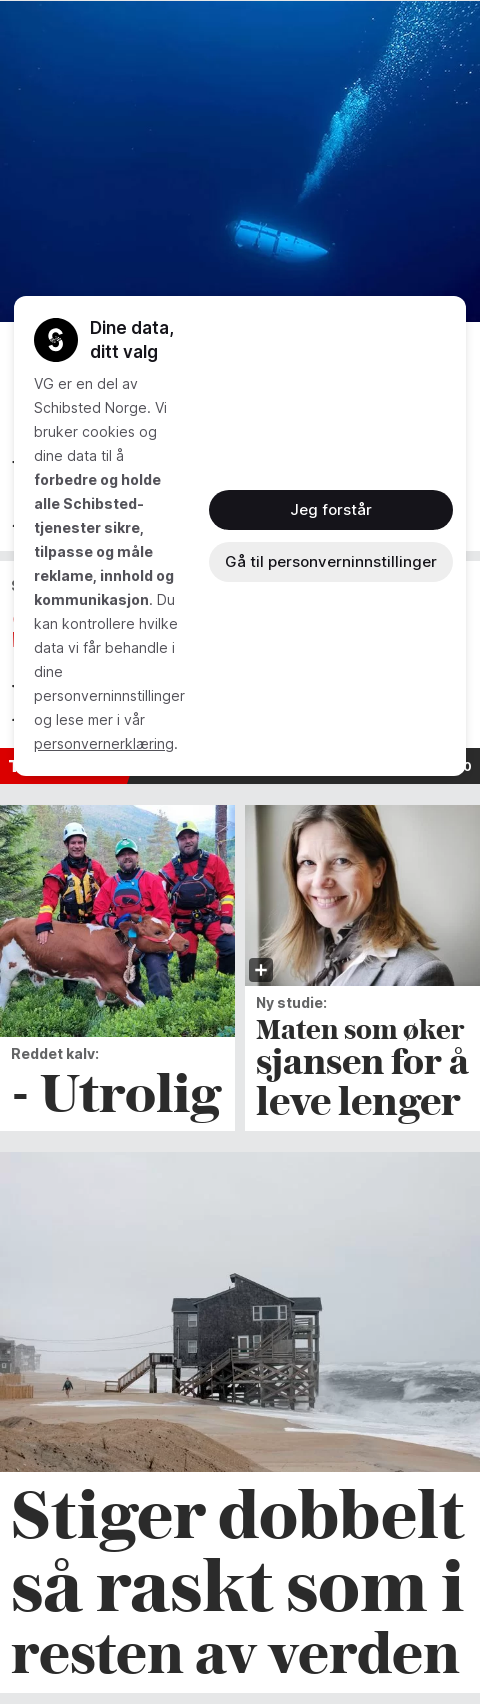 Dine data,
ditt valg
VG er en del av
Schibsted Norge. Vi
bruker cookies og
dine data til å
forbedre og holde
alle Schibsted-
tjenester sikre,
tilpasse og måle
reklame, innhold og
kommunikasjon. Du
kan kontrollere hvilke
data vi får behandle i
dine
personverninnstillinger
og lese mer i vår
personvernerklæring.
Jeg forstår
Gå til personverninnstillinger
Reddet kalv:
- Utrolig
Ny studie:
Maten som øker
sjansen for å
leve lenger
Stiger dobbelt
så raskt som i
resten av verden